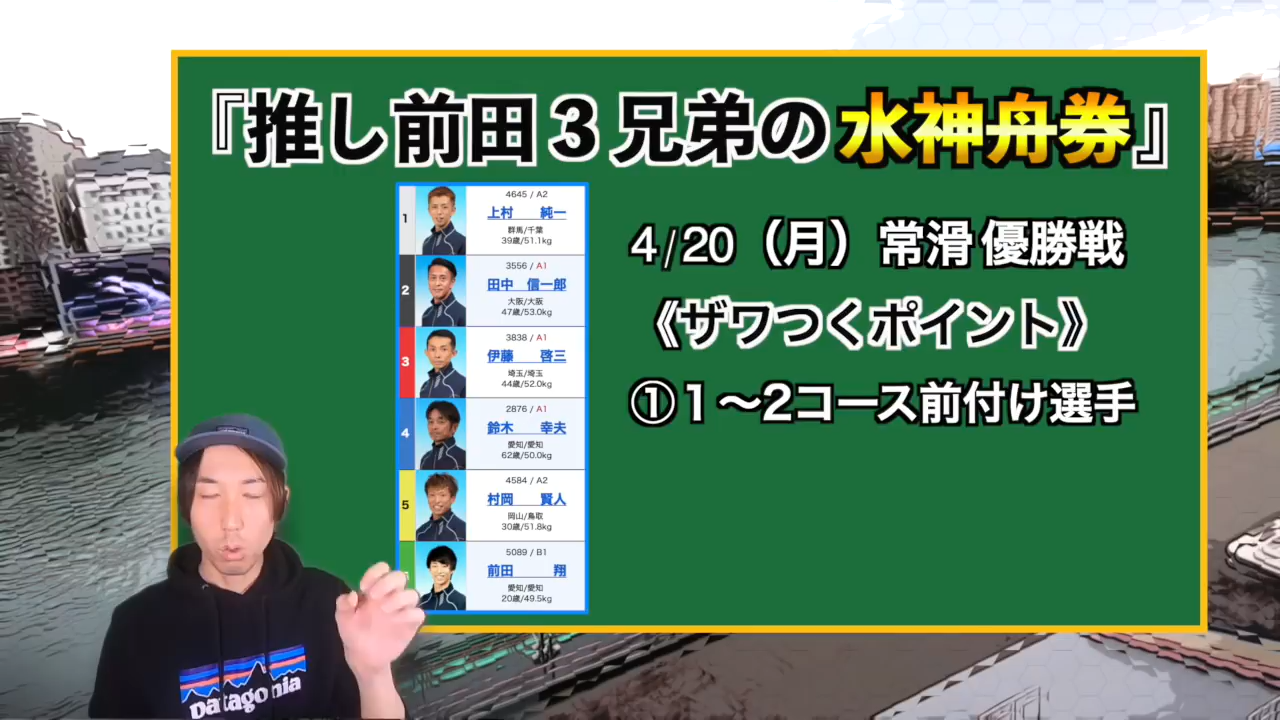 『推し前田３兄弟の水神舟券』
4/20（月）常滑 優勝戦
《ザワつくポイント》
①１〜2コース前付け選手
1
4645 / A2
上村 純一
群馬/千葉
39歳/51.1kg
2
3556 / A1
田中 信一郎
大阪/大阪
47歳/53.0kg
3
3838 / A1
伊藤 啓三
埼玉/埼玉
44歳/52.0kg
4
2876 / A1
鈴木 幸夫
愛知/愛知
62歳/50.0kg
5
4584 / A2
村岡 賢人
岡山/鳥取
30歳/51.8kg
5089 / B1
前田 翔
愛知/愛知
20歳/49.5kg
patagonia